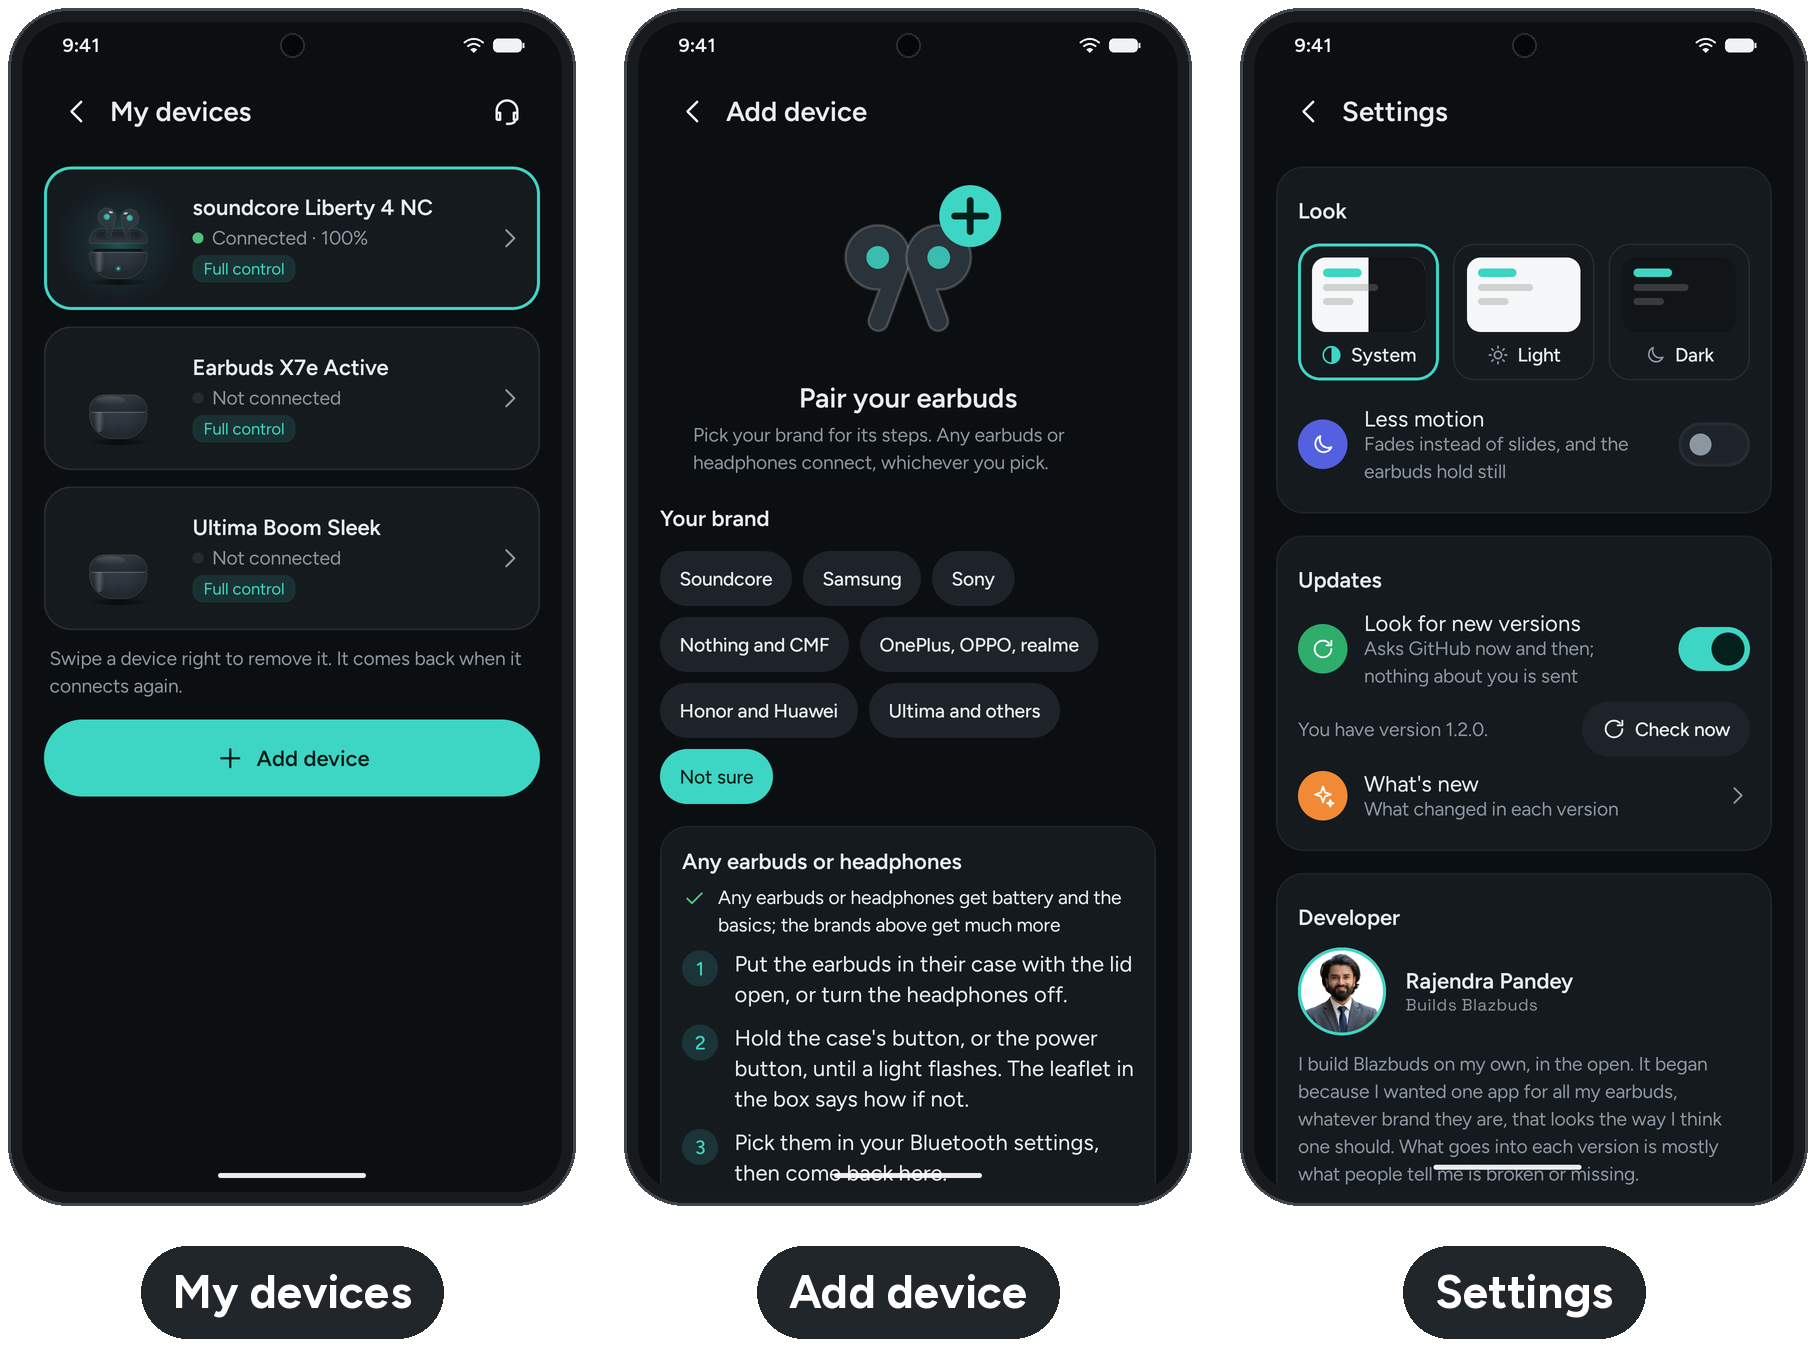 9:41
My devices
soundcore Liberty 4 NC
Connected · 100%
Full control
Earbuds X7e Active
Not connected
Full control
Ultima Boom Sleek
Not connected
Full control
Swipe a device right to remove it. It comes back when it
connects again.
Add device
My devices
9:41
Add device
Pair your earbuds
Pick your brand for its steps. Any earbuds or
headphones connect, whichever you pick.
Your brand
Soundcore
Samsung
Sony
Nothing and CMF
OnePlus, OPPO, realme
Honor and Huawei
Ultima and others
Not sure
Any earbuds or headphones
Any earbuds or headphones get battery and the
basics; the brands above get much more
1
Put the earbuds in their case with the lid
open, or turn the headphones off.
2
Hold the case's button, or the power
button, until a light flashes. The leaflet in
the box says how if not.
3
Pick them in your Bluetooth settings,
then come back here.
Add device
9:41
Settings
Look
System
Light
Dark
Less motion
Fades instead of slides, and the
earbuds hold still
Updates
Look for new versions
Asks GitHub now and then;
nothing about you is sent
You have version 1.2.0.
Check now
What's new
What changed in each version
Developer
Rajendra Pandey
Builds Blazbuds
I build Blazbuds on my own, in the open. It began
because I wanted one app for all my earbuds,
whatever brand they are, that looks the way I think
one should. What goes into each version is mostly
what people tell me is broken or missing.
Settings